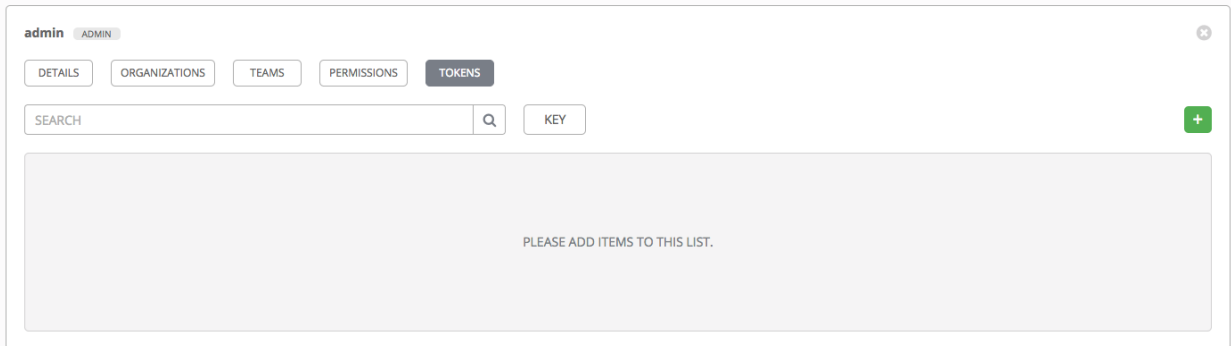 admin ADMIN
DETAILS ORGANIZATIONS TEAMS PERMISSIONS TOKENS
SEARCH KEY +
PLEASE ADD ITEMS TO THIS LIST.